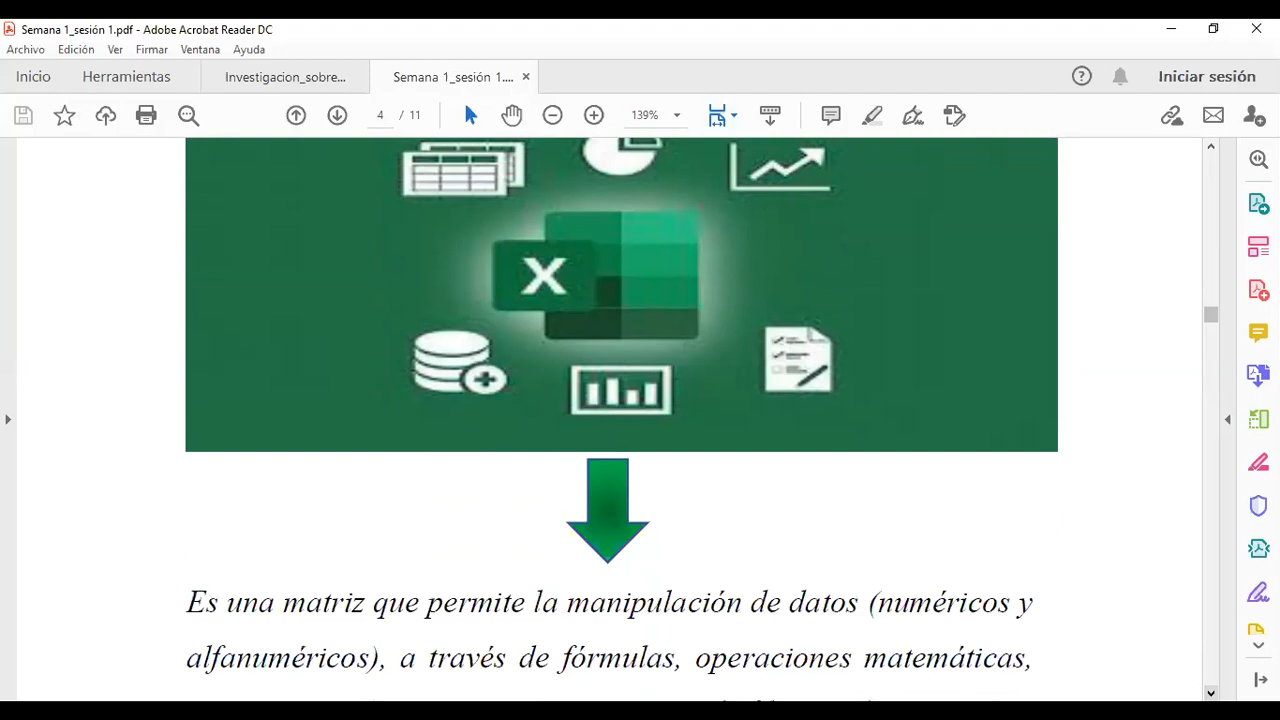 Semana 1_sesión 1.pdf - Adobe Acrobat Reader DC
Archivo Edición Ver Firmar Ventana Ayuda
Inicio Herramientas Investigacion_sobre... Semana 1_sesión 1.... × Iniciar sesión
4 / 11 139%
X
Es una matriz que permite la manipulación de datos (numéricos y
alfanuméricos), a través de fórmulas, operaciones matemáticas,